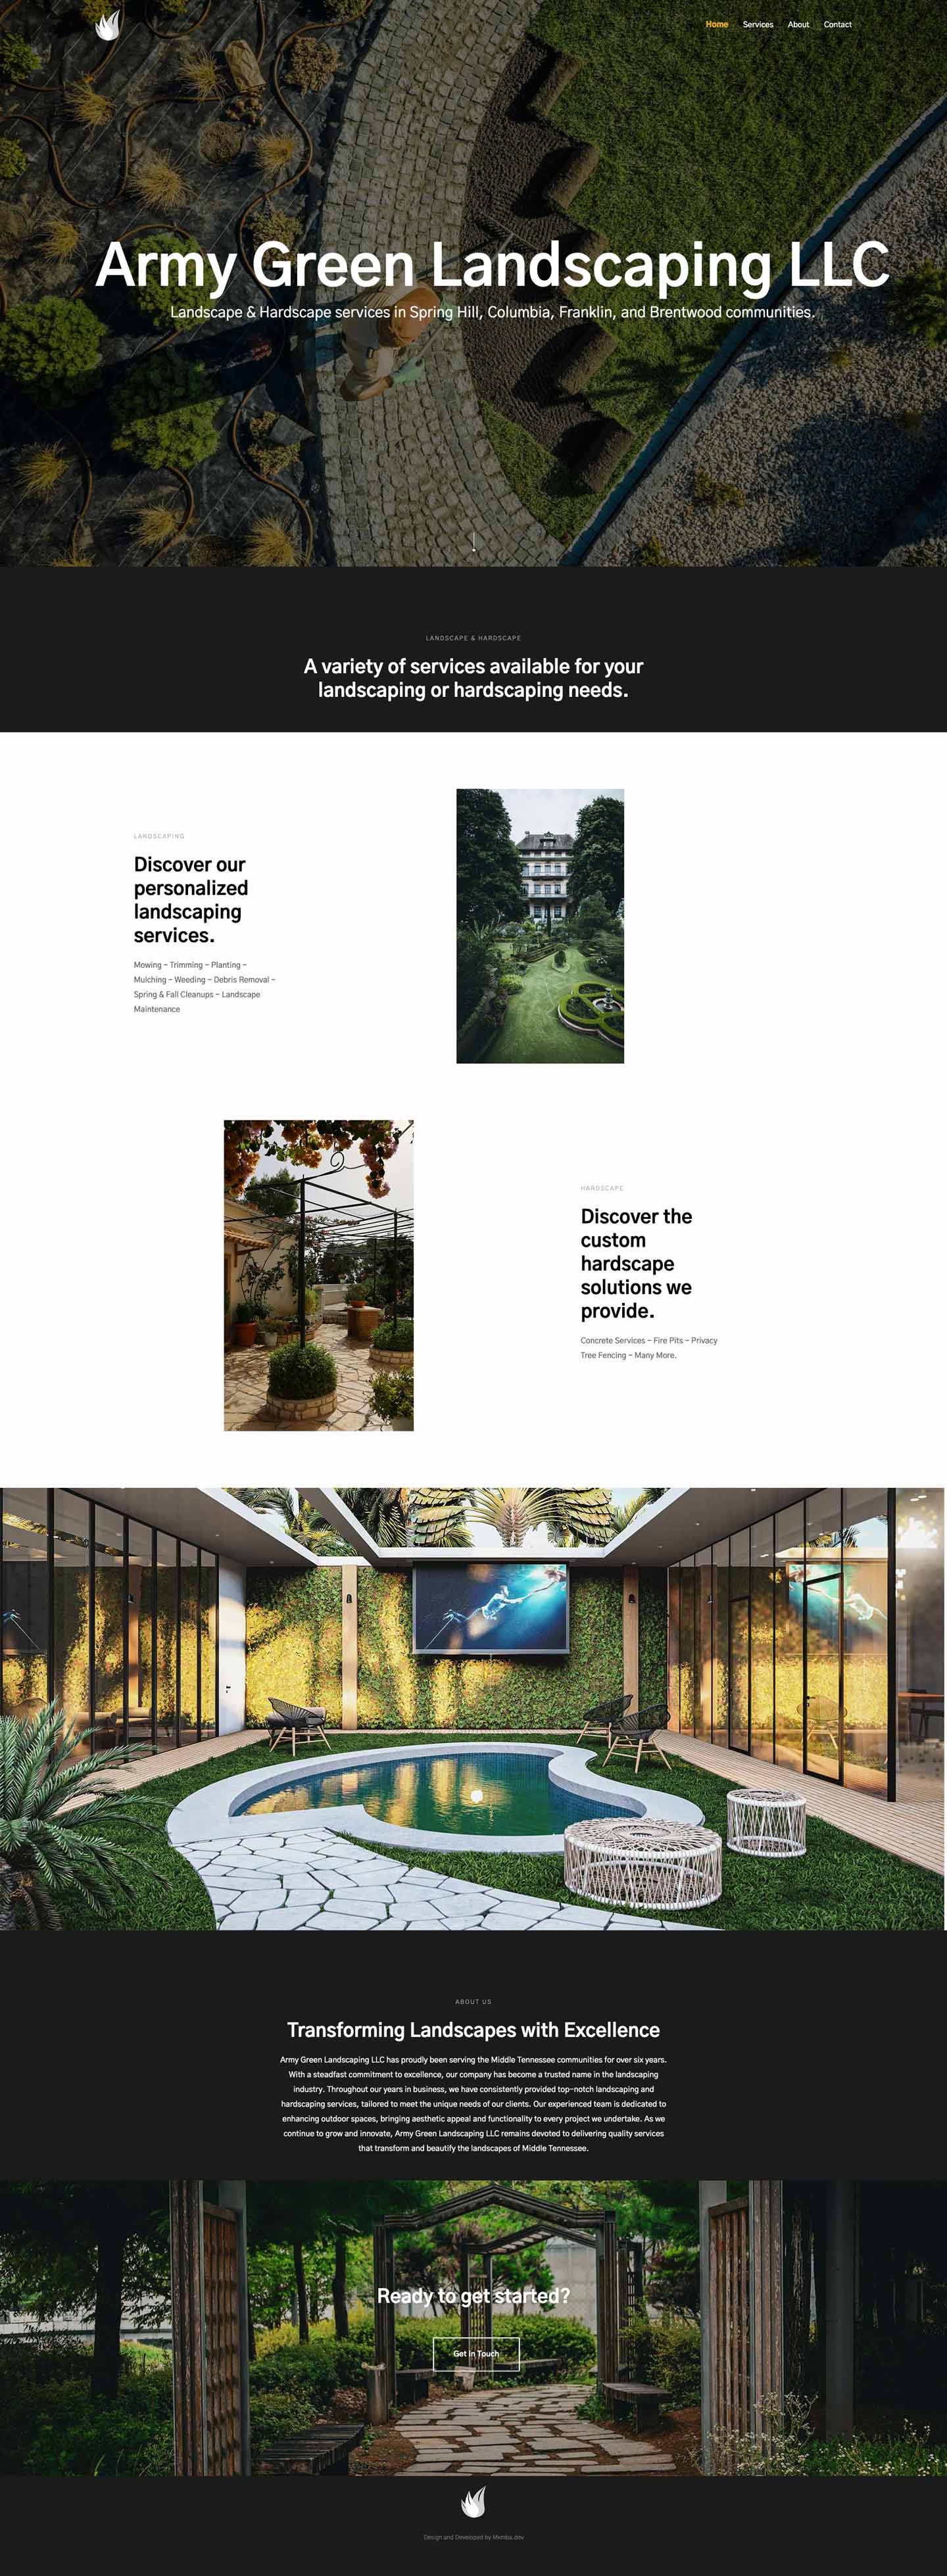 Home Services About Contact
Army Green Landscaping LLC
Landscape & Hardscape services in Spring Hill, Columbia, Franklin, and Brentwood communities.
LANDSCAPE & HARDSCAPE
A variety of services available for your
landscaping or hardscaping needs.
LANDSCAPING
Discover our
personalized
landscaping
services.
Mowing - Trimming - Planting -
Mulching - Weeding - Debris Removal -
Spring & Fall Cleanups - Landscape
Maintenance
HARDSCAPE
Discover the
custom
hardscape
solutions we
provide.
Concrete Services - Fire Pits - Privacy
Tree Fencing - Many More.
ABOUT US
Transforming Landscapes with Excellence
Army Green Landscaping LLC has proudly been serving the Middle Tennessee communities for over six years.
With a steadfast commitment to excellence, our company has become a trusted name in the landscaping
industry. Throughout our years in business, we have consistently provided top-notch landscaping and
hardscaping services, tailored to meet the unique needs of our clients. Our experienced team is dedicated to
enhancing outdoor spaces, bringing aesthetic appeal and functionality to every project we undertake. As we
continue to grow and innovate, Army Green Landscaping LLC remains devoted to delivering quality services
that transform and beautify the landscapes of Middle Tennessee.
Ready to get started?
Get in Touch
Design and Developed by Mvmba.dev